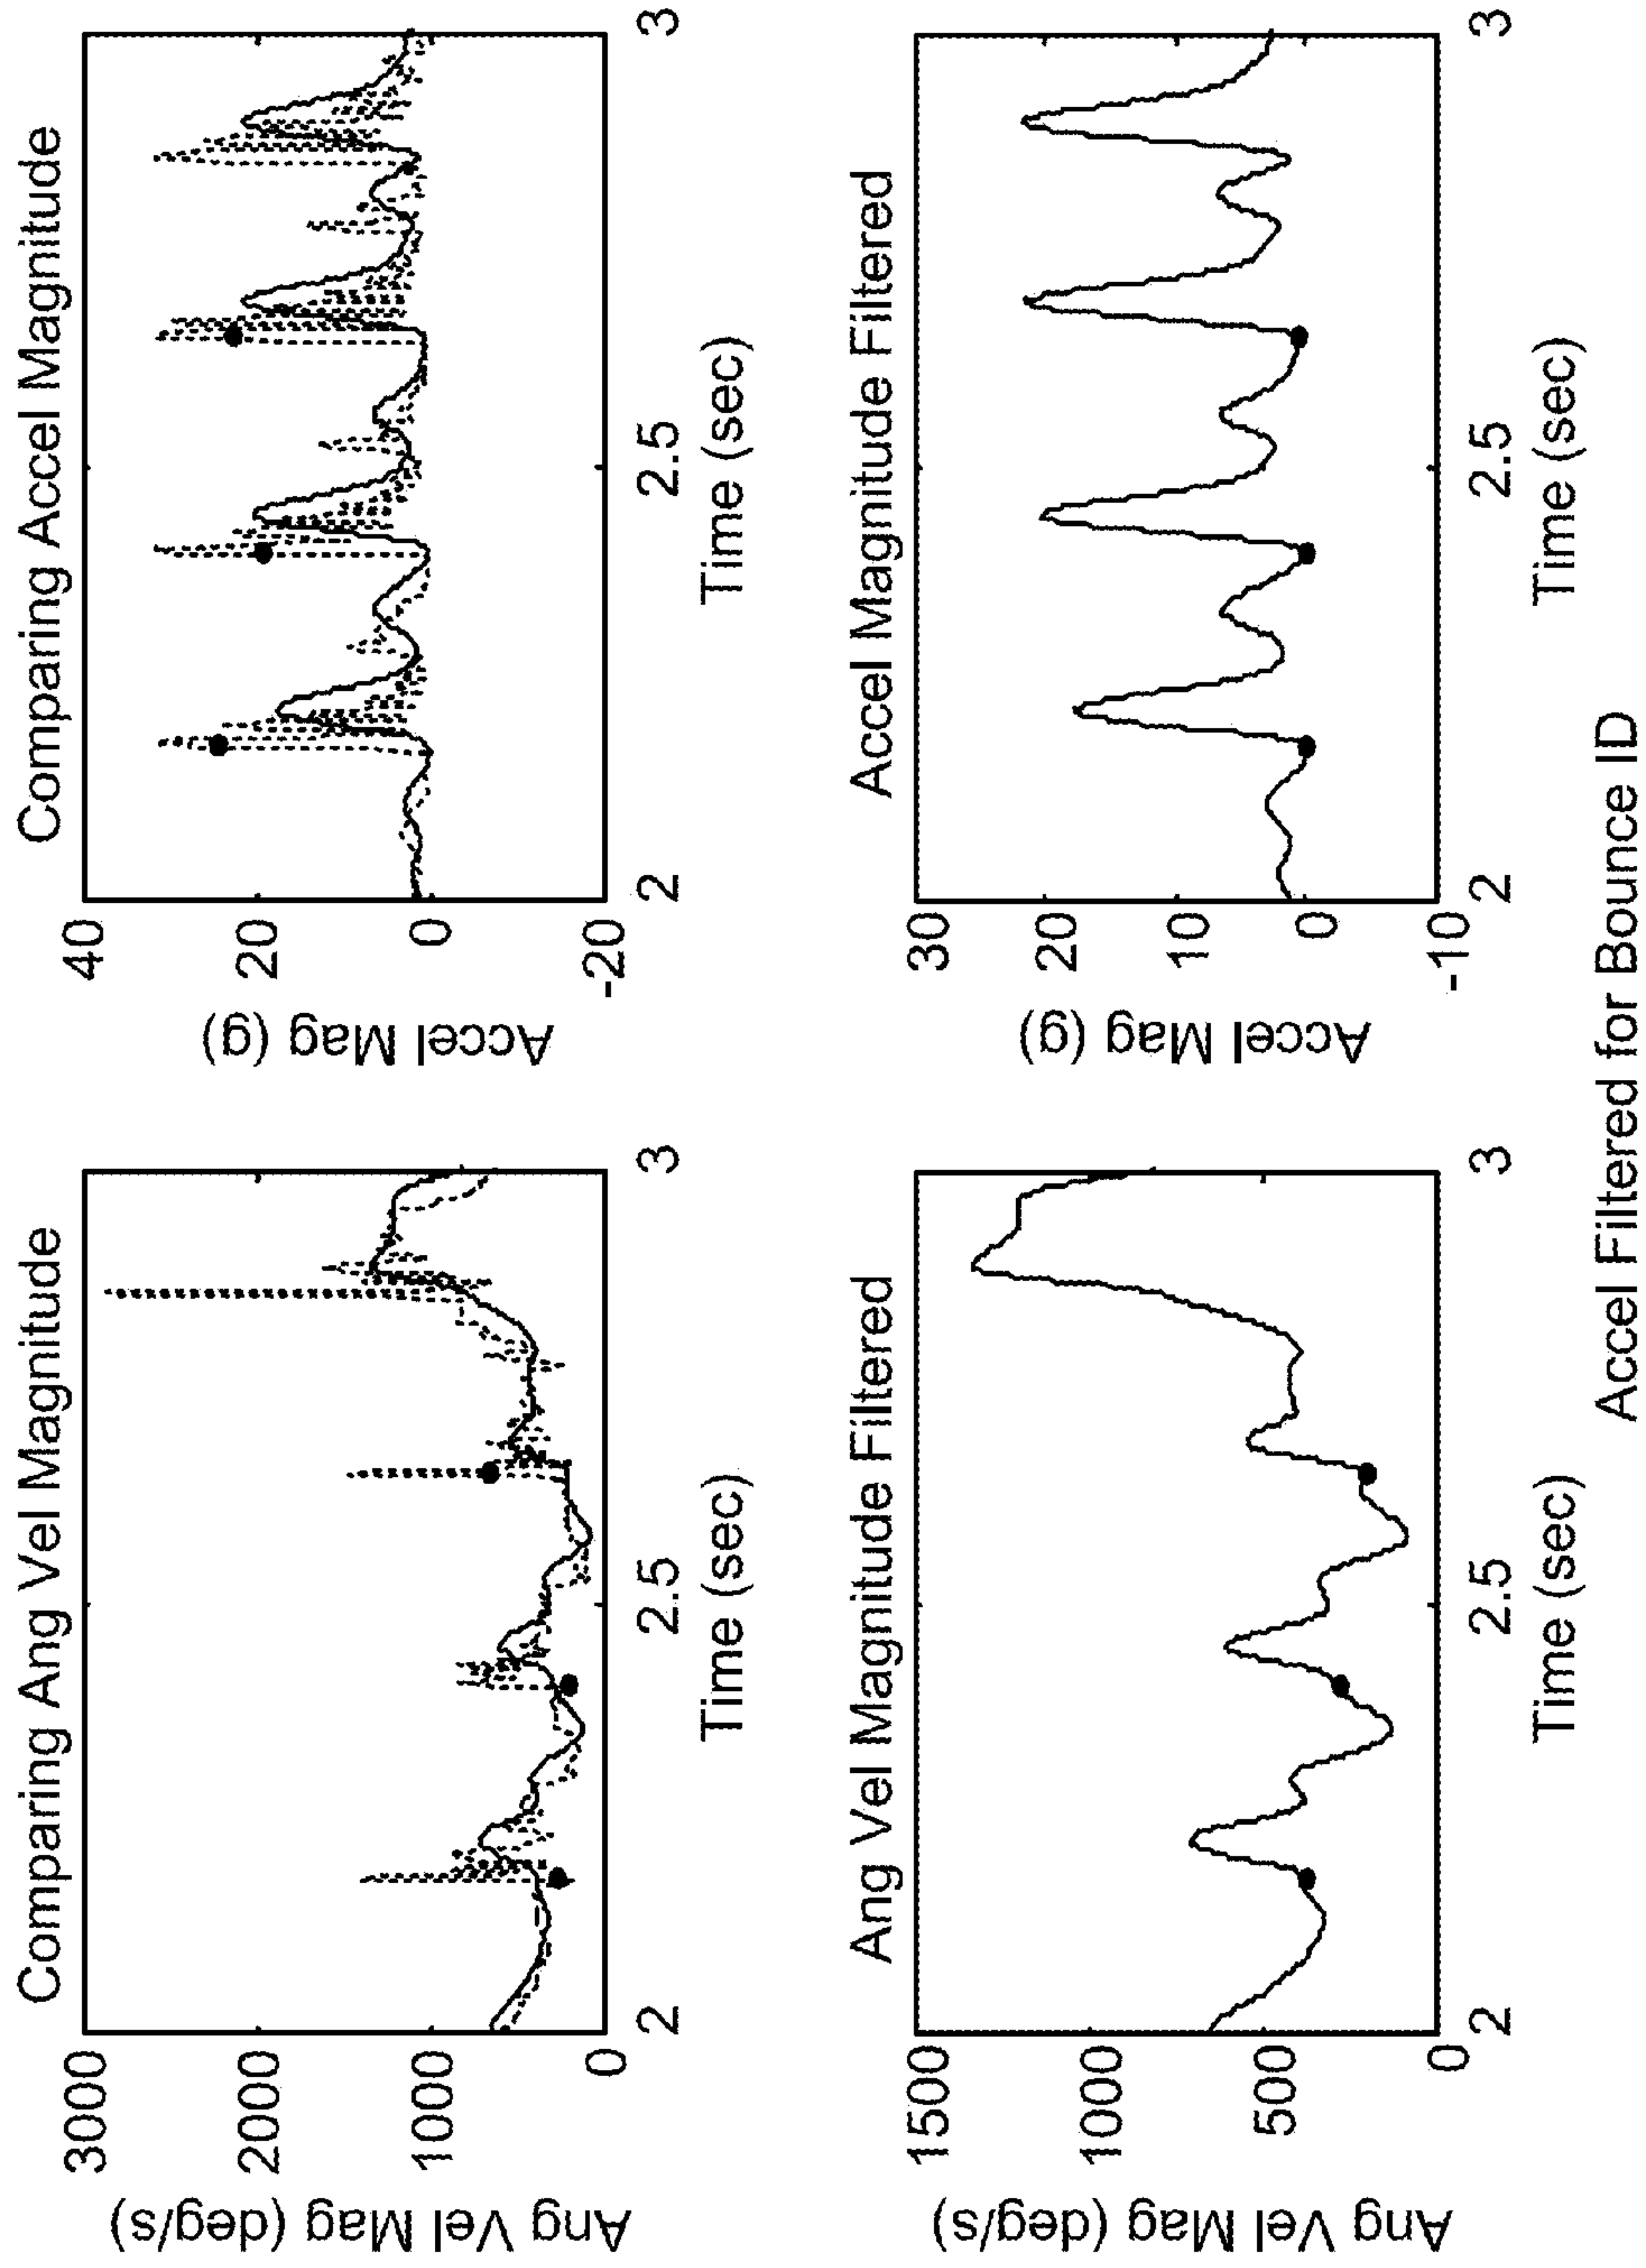 Comparing Ang Vel Magnitude
3000
2000
1000
0
Ang Vel Mag (deg/s)
2
2.5
3
Time (sec)
Comparing Accel Magnitude
40
20
0
-20
Accel Mag (g)
2
2.5
3
Time (sec)
Ang Vel Magnitude Filtered
1500
1000
500
0
Ang Vel Mag (deg/s)
2
2.5
3
Time (sec)
Accel Magnitude Filtered
30
20
10
0
-10
Accel Mag (g)
2
2.5
3
Time (sec)
Accel Filtered for Bounce ID